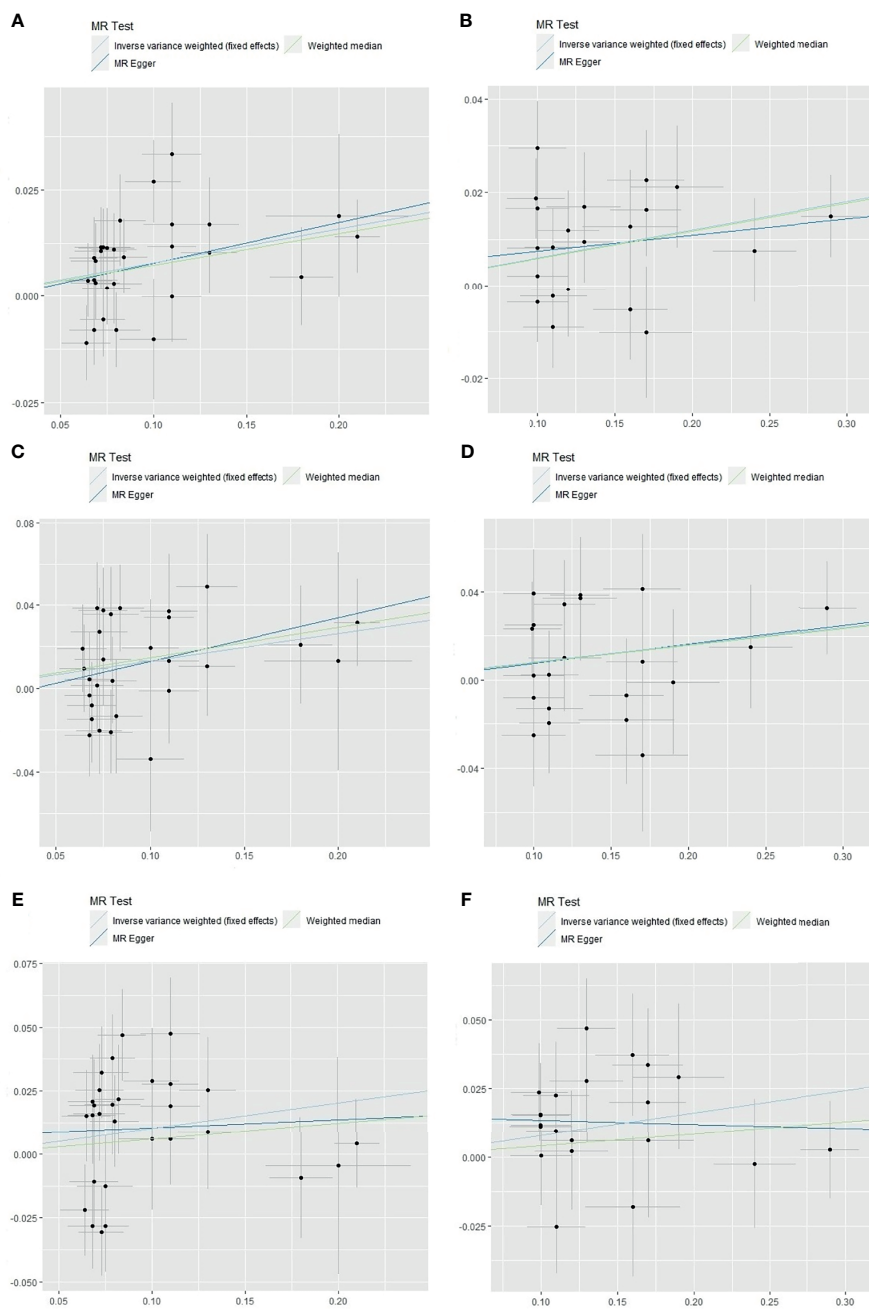 A
MR Test
Inverse variance weighted (fixed effects)
Weighted median
MR Egger
0.025
0.000
-0.025
0.05
0.10
0.15
0.20
B
MR Test
Inverse variance weighted (fixed effects)
Weighted median
MR Egger
0.04
0.02
0.00
-0.02
0.10
0.15
0.20
0.25
0.30
C
MR Test
Inverse variance weighted (fixed effects)
Weighted median
MR Egger
0.08
0.04
0.00
-0.04
0.05
0.10
0.15
0.20
D
MR Test
Inverse variance weighted (fixed effects)
Weighted median
MR Egger
0.04
0.00
-0.04
0.10
0.15
0.20
0.25
0.30
E
MR Test
Inverse variance weighted (fixed effects)
Weighted median
MR Egger
0.075
0.050
0.025
0.000
-0.025
-0.050
0.05
0.10
0.15
0.20
F
MR Test
Inverse variance weighted (fixed effects)
Weighted median
MR Egger
0.050
0.025
0.000
-0.025
0.10
0.15
0.20
0.25
0.30